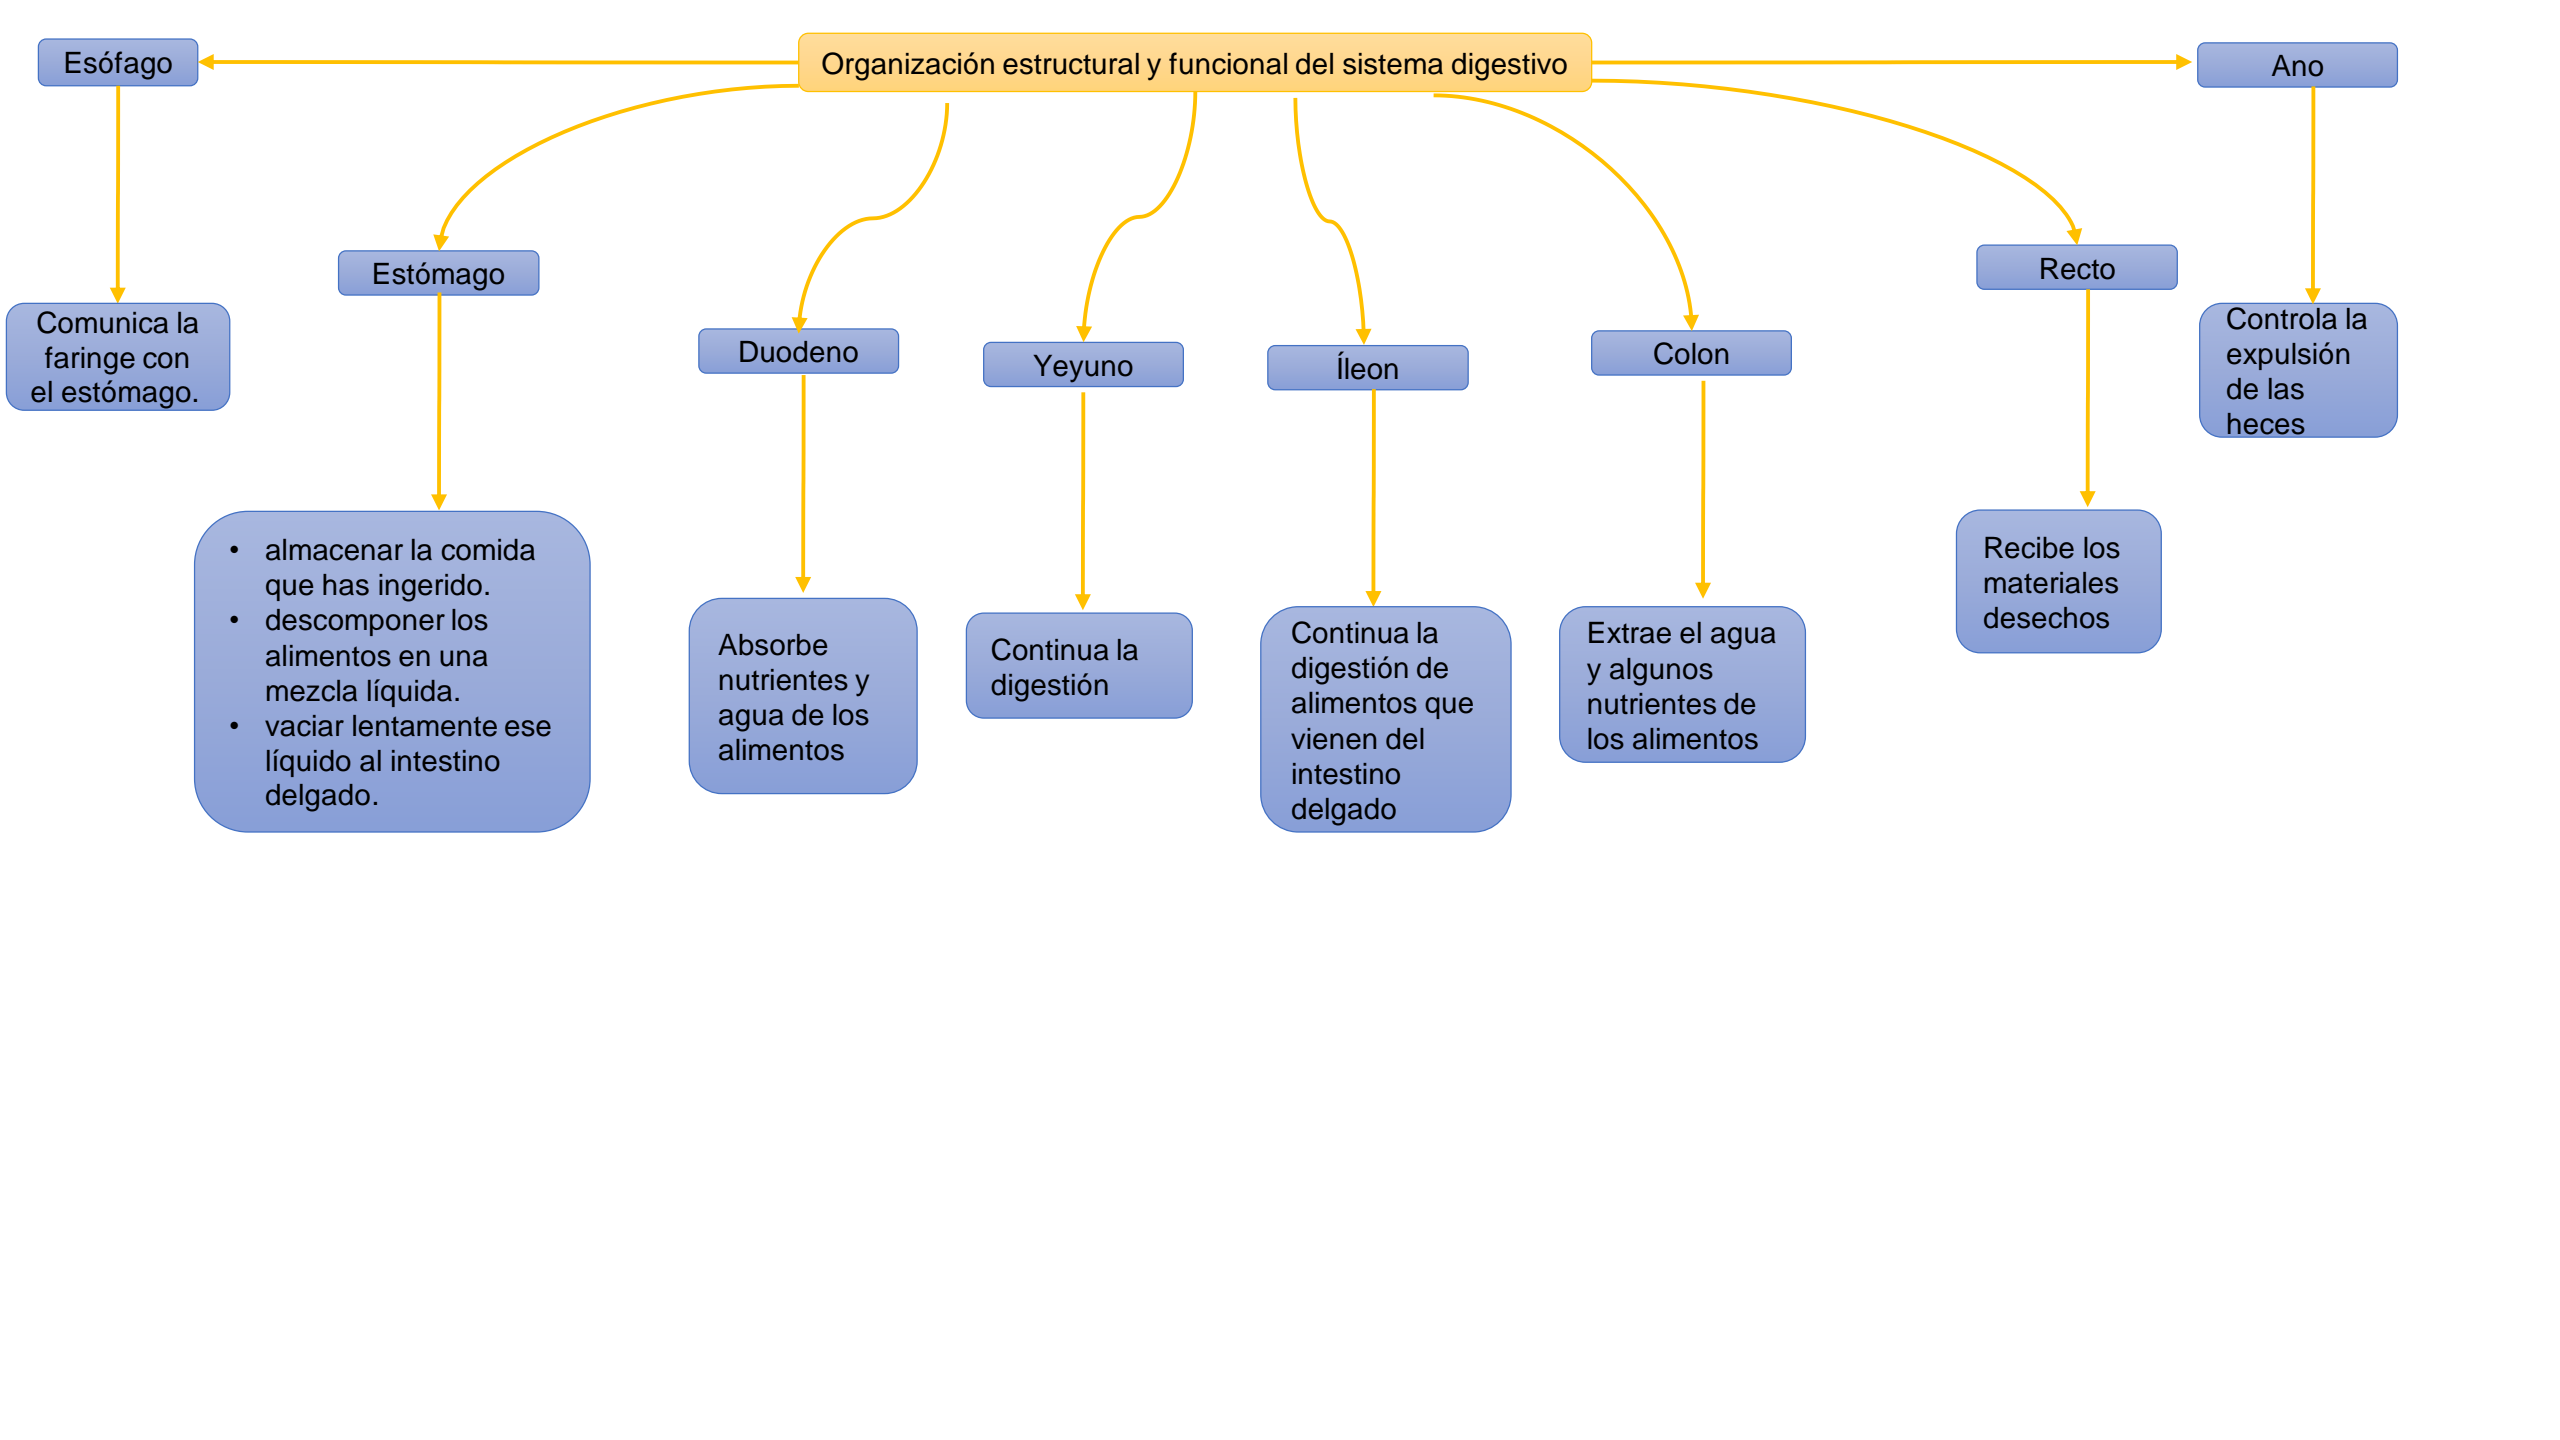 Organización estructural y funcional del sistema digestivo
Esófago
Comunica la
faringe con
el estómago.
Estómago
• almacenar la comida
que has ingerido.
• descomponer los
alimentos en una
mezcla líquida.
• vaciar lentamente ese
líquido al intestino
delgado.
Duodeno
Absorbe
nutrientes y
agua de los
alimentos
Yeyuno
Continua la
digestión
Íleon
Continua la
digestión de
alimentos que
vienen del
intestino
delgado
Colon
Extrae el agua
y algunos
nutrientes de
los alimentos
Recto
Recibe los
materiales
desechos
Ano
Controla la
expulsión
de las
heces